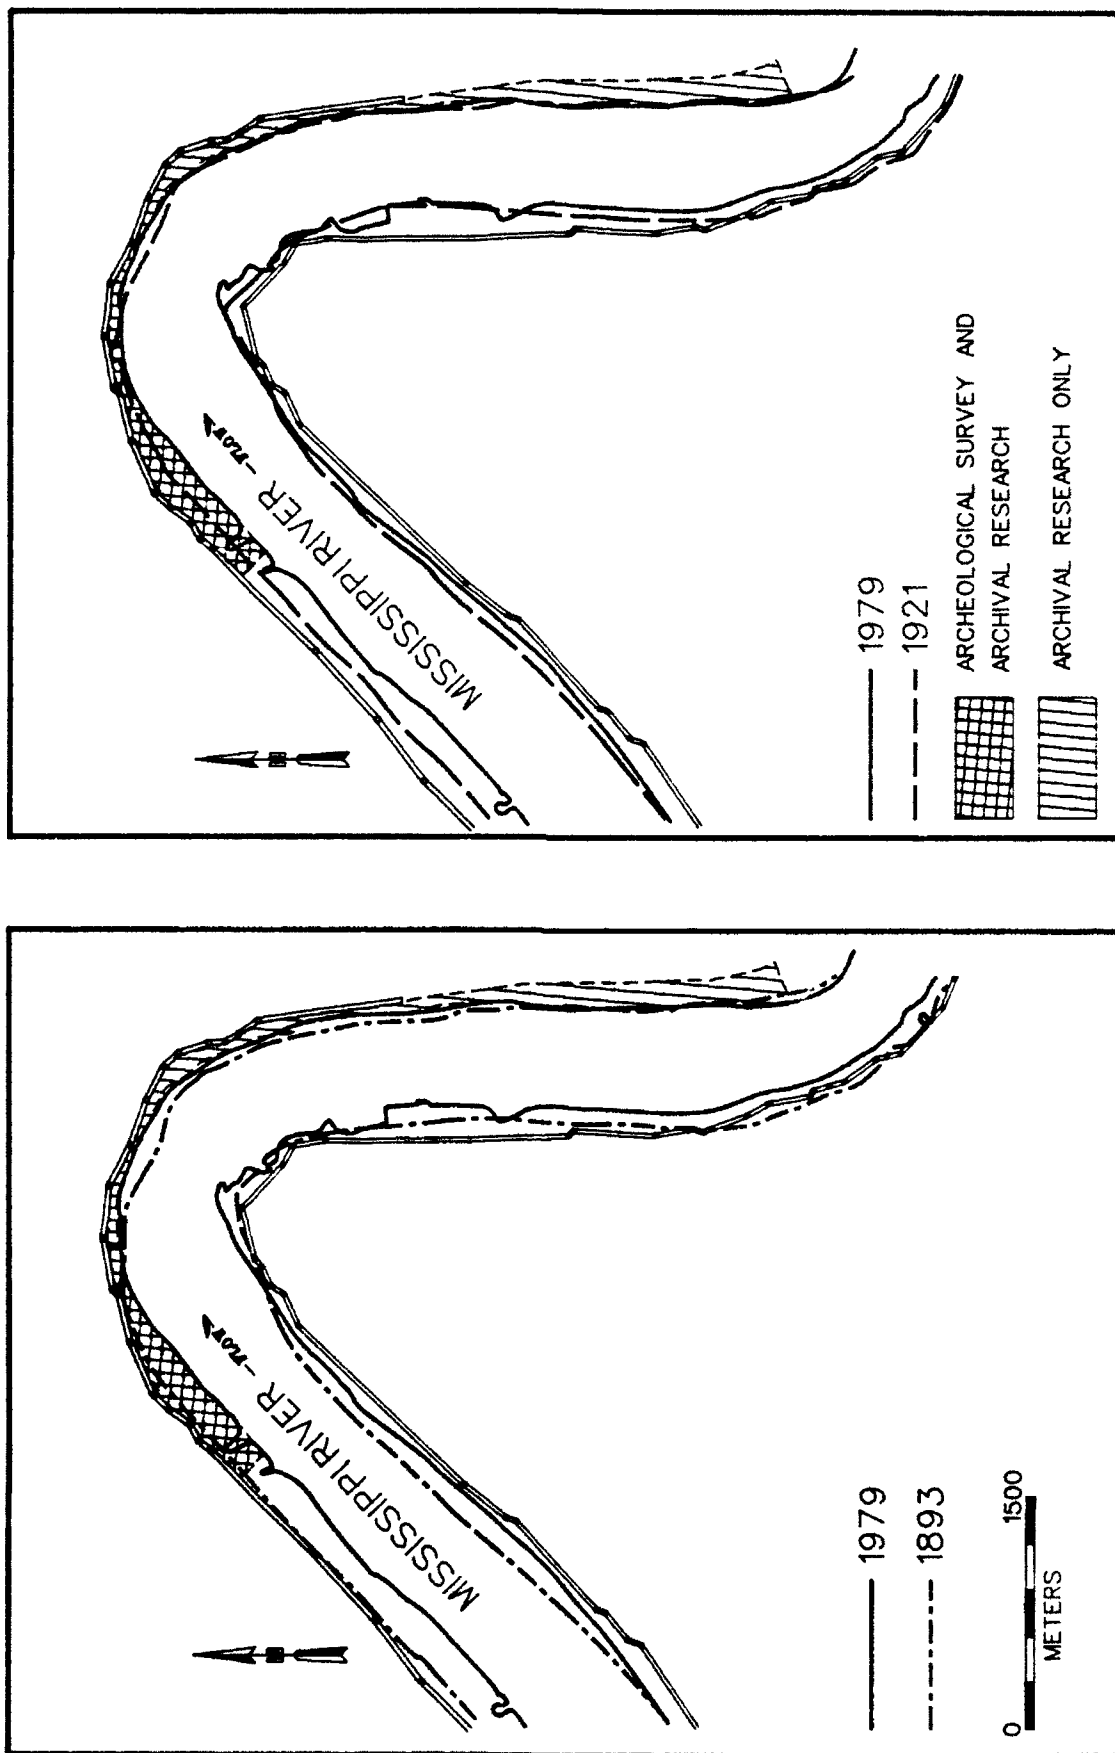 MISSISSIPPI RIVER - FLOW
1979
1921
ARCHEOLOGICAL SURVEY AND
ARCHIVAL RESEARCH
ARCHIVAL RESEARCH ONLY
MISSISSIPPI RIVER - FLOW
1979
1893
0 1500
METERS